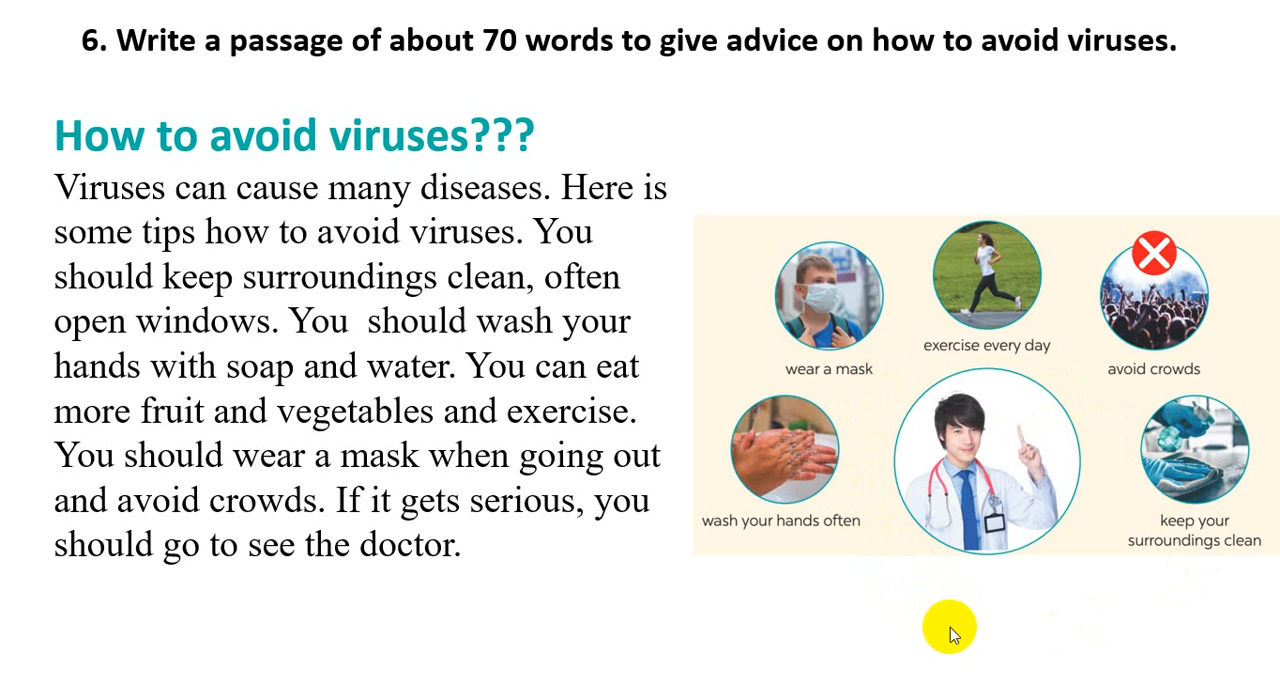 6. Write a passage of about 70 words to give advice on how to avoid viruses.
How to avoid viruses???
Viruses can cause many diseases. Here is
some tips how to avoid viruses. You
should keep surroundings clean, often
open windows. You  should wash your
hands with soap and water. You can eat
more fruit and vegetables and exercise.
You should wear a mask when going out
and avoid crowds. If it gets serious, you
should go to see the doctor.
wear a mask
exercise every day
avoid crowds
wash your hands often
keep your
surroundings clean